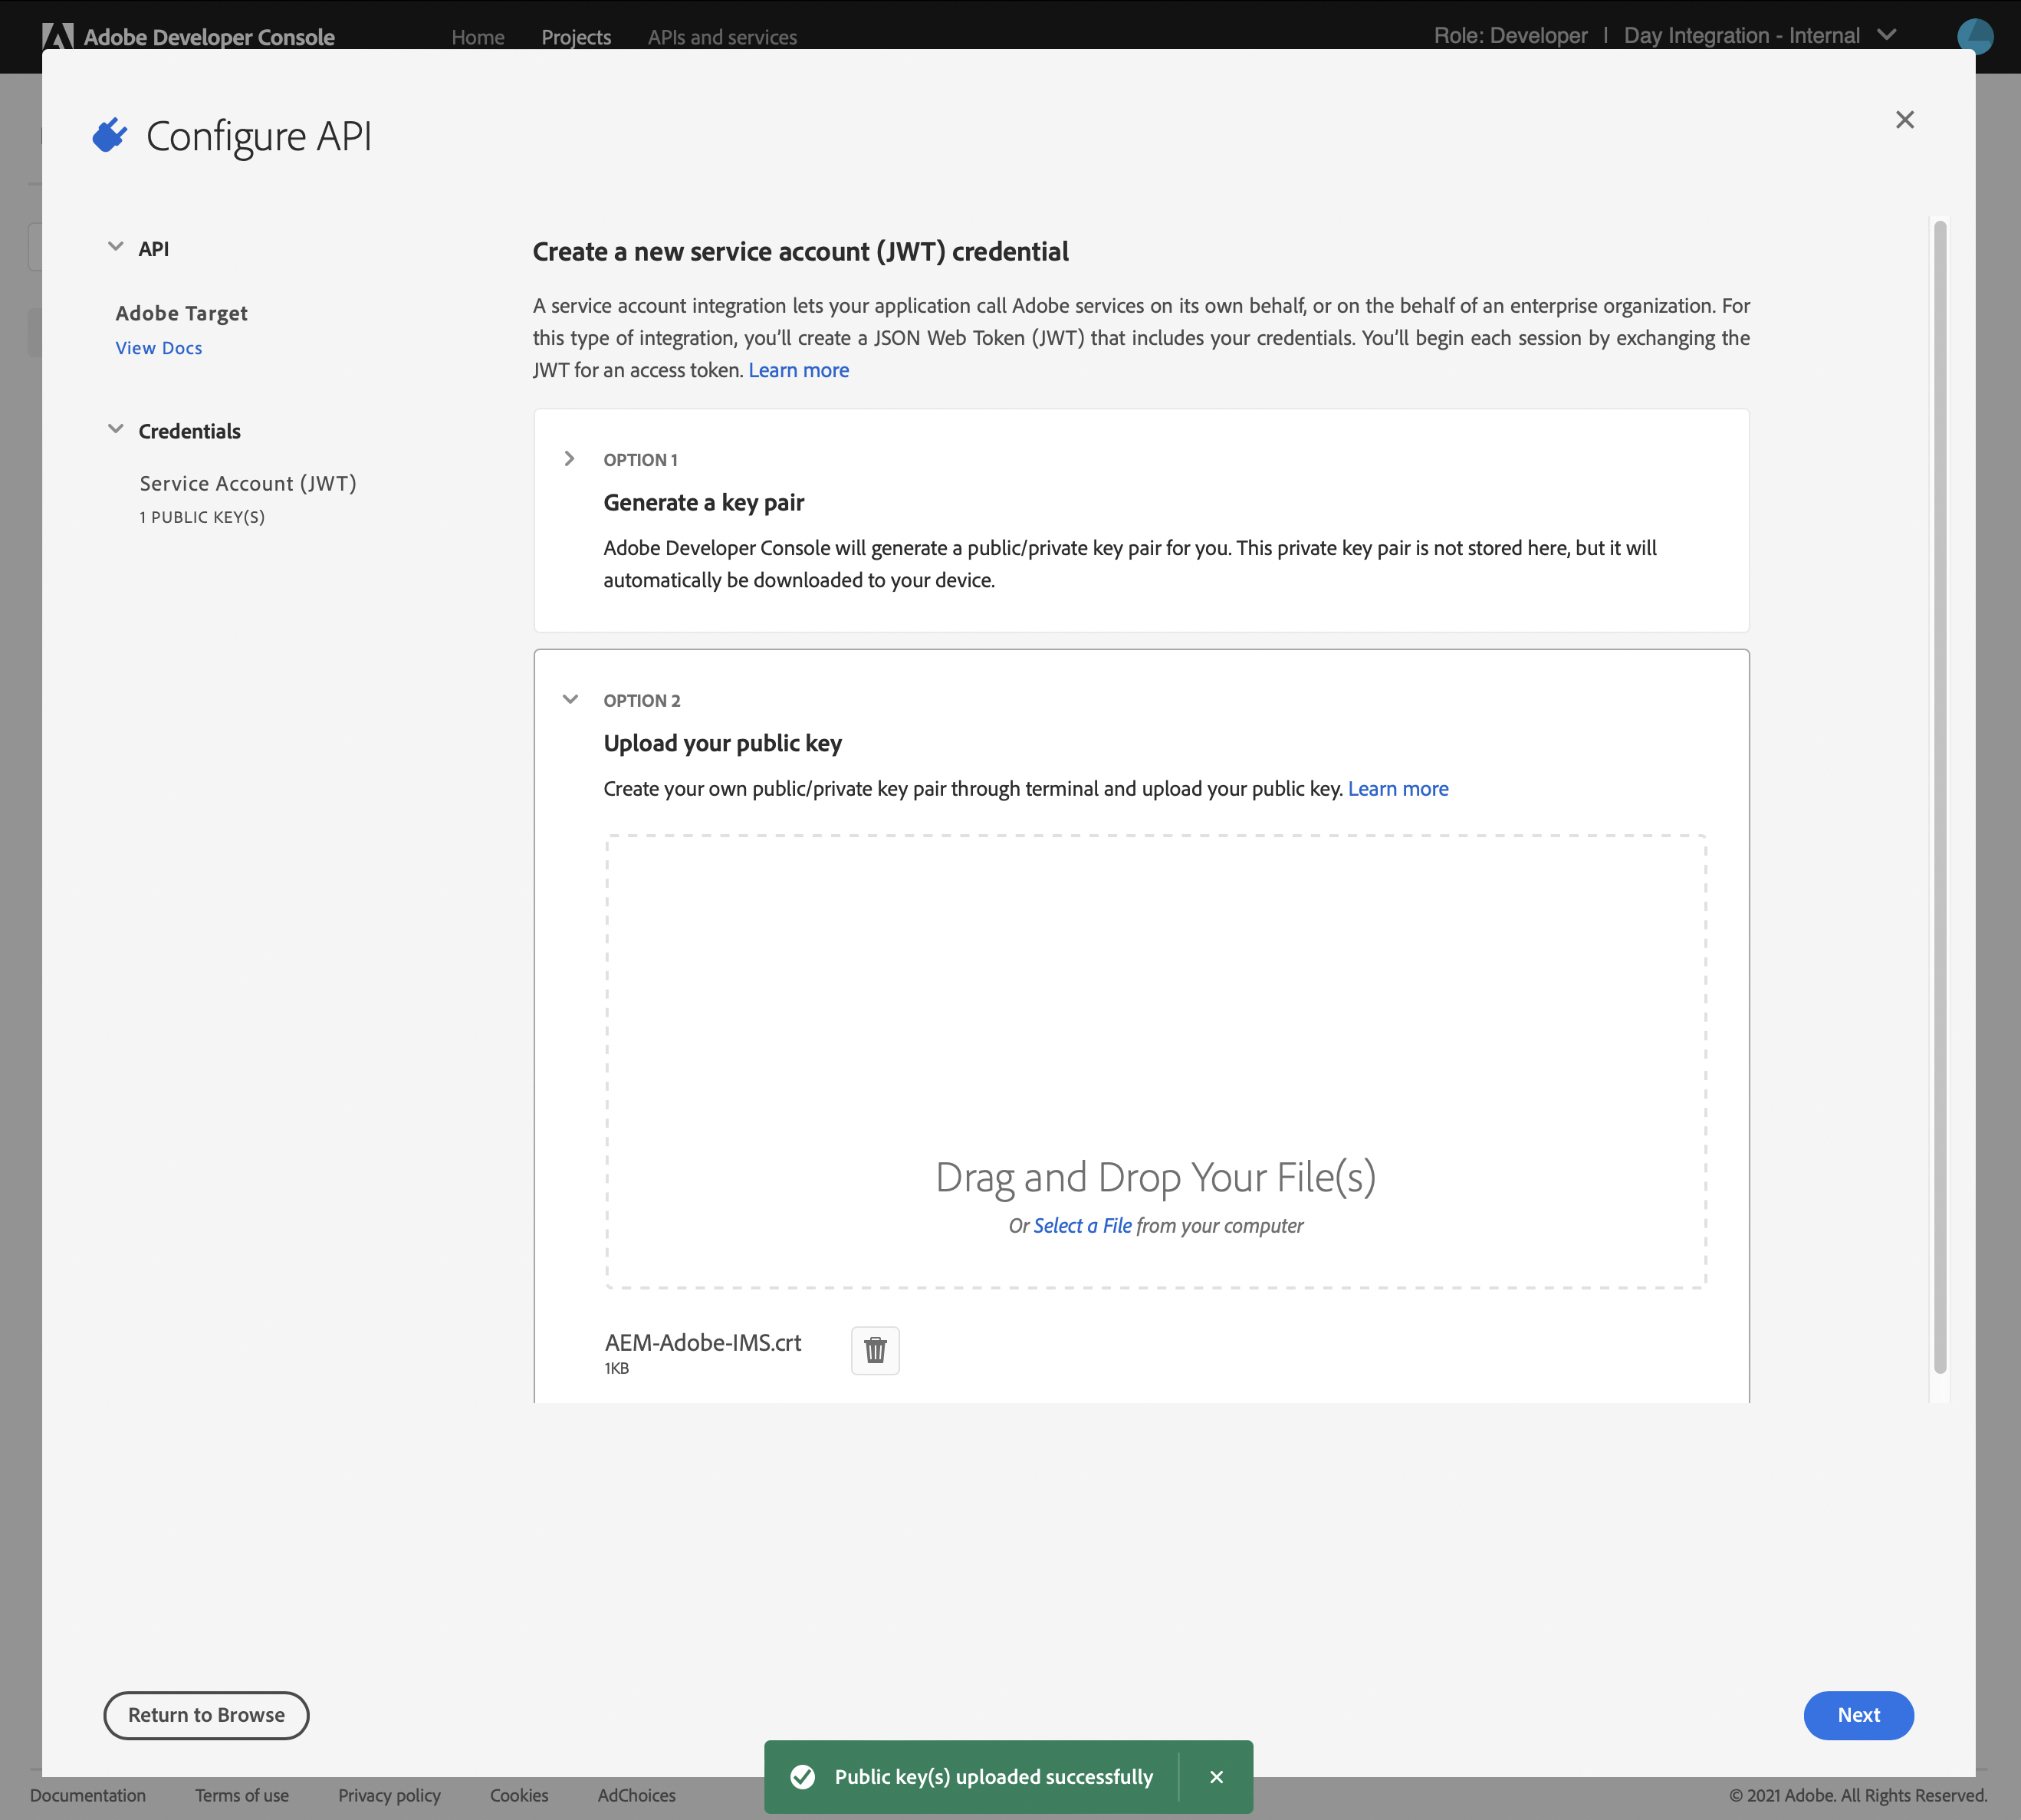 Adobe Developer Console
Home
Projects
APIs and services
Role: Developer | Day Integration - Internal
Configure API
API
Adobe Target
View Docs
Credentials
Service Account (JWT)
1 PUBLIC KEY(S)
Create a new service account (JWT) credential
A service account integration lets your application call Adobe services on its own behalf, or on the behalf of an enterprise organization. For
this type of integration, you’ll create a JSON Web Token (JWT) that includes your credentials. You’ll begin each session by exchanging the
JWT for an access token. Learn more
OPTION 1
Generate a key pair
Adobe Developer Console will generate a public/private key pair for you. This private key pair is not stored here, but it will
automatically be downloaded to your device.
OPTION 2
Upload your public key
Create your own public/private key pair through terminal and upload your public key. Learn more
Drag and Drop Your File(s)
Or Select a File from your computer
AEM-Adobe-IMS.crt
1KB
Return to Browse
Next
Public key(s) uploaded successfully
Documentation
Terms of use
Privacy policy
Cookies
AdChoices
© 2021 Adobe. All Rights Reserved.